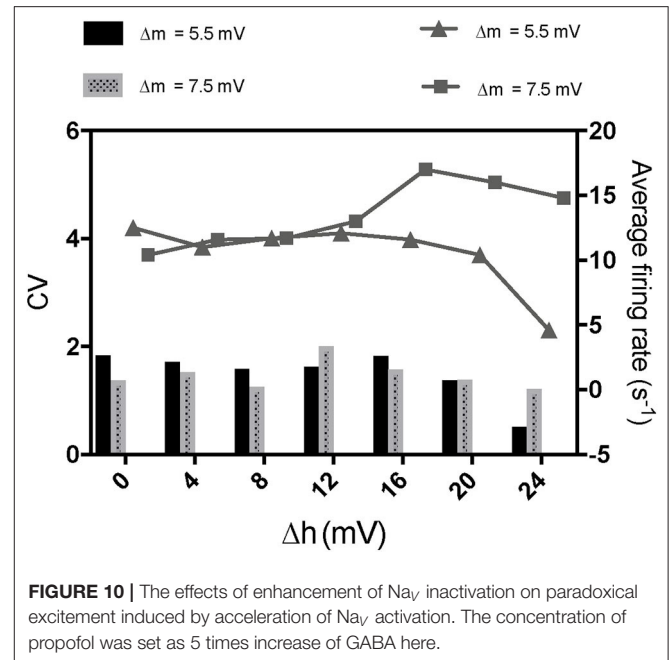 Δm = 5.5 mV
Δm = 5.5 mV
Δm = 7.5 mV
Δm = 7.5 mV
6
4
2
0
CV
20
15
10
5
0
-5
Average firing rate (s⁻¹)
0 4 8 12 16 20 24
Δh (mV)
FIGURE 10 | The effects of enhancement of NaV inactivation on paradoxical
excitement induced by acceleration of NaV activation. The concentration of
propofol was set as 5 times increase of GABA here.